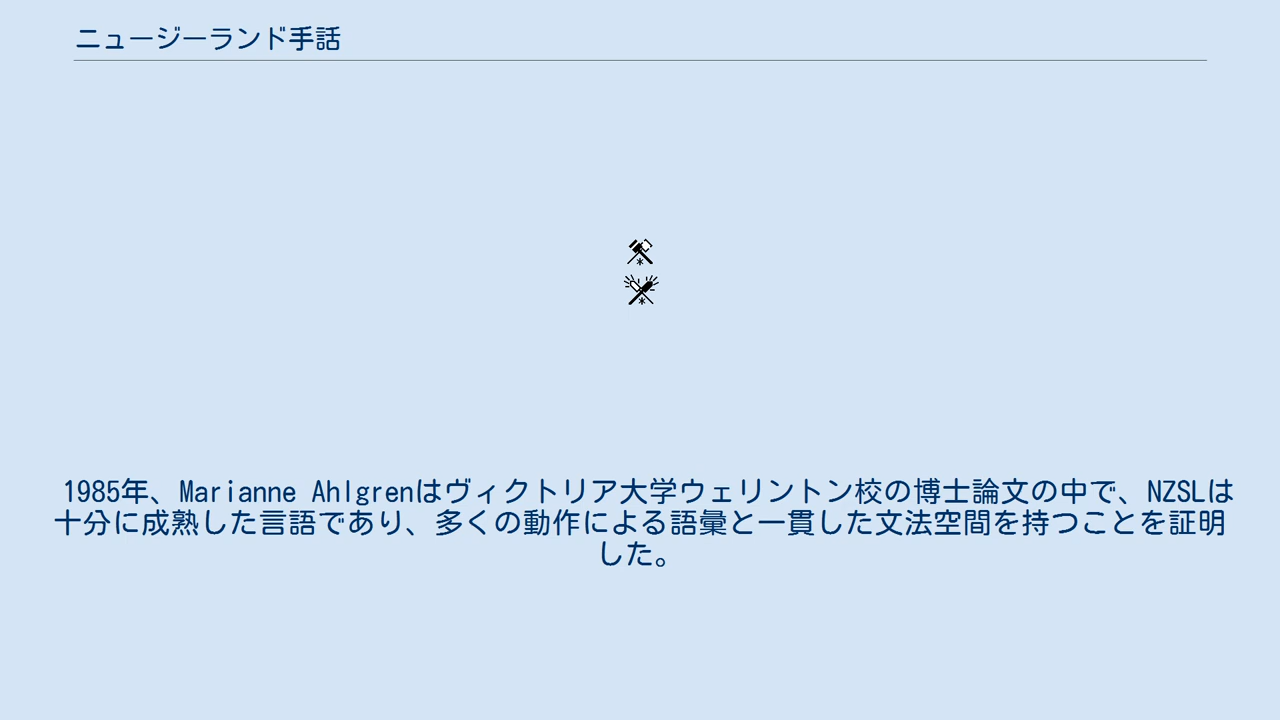 ニュージーランド手話
1985年、Marianne Ahlgrenはヴィクトリア大学ウェリントン校の博士論文の中で、NZSLは
十分に成熟した言語であり、多くの動作による語彙と一貫した文法空間を持つことを証明
した。